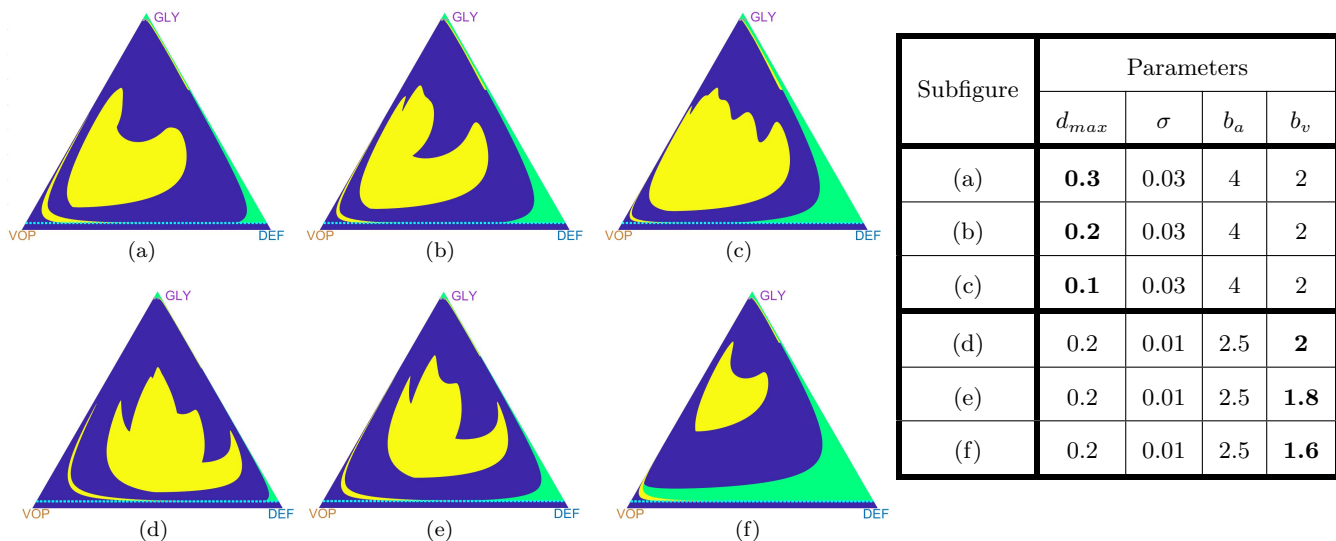 GLY
VOP DEF
(a)
GLY
VOP DEF
(b)
GLY
VOP DEF
(c)
GLY
VOP DEF
(d)
GLY
VOP DEF
(e)
GLY
VOP DEF
(f)
Subfigure Parameters
d_{max} σ b_a b_v
(a) 0.3 0.03 4 2
(b) 0.2 0.03 4 2
(c) 0.1 0.03 4 2
(d) 0.2 0.01 2.5 2
(e) 0.2 0.01 2.5 1.8
(f) 0.2 0.01 2.5 1.6